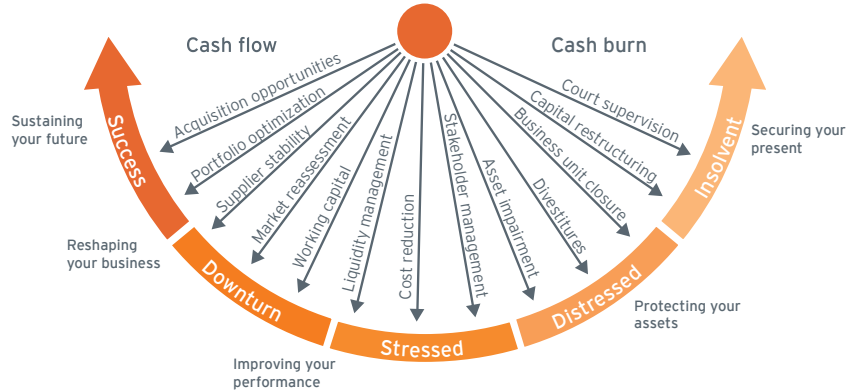 Cash flow
Cash burn
Acquisition opportunities
Portfolio optimization
Supplier stability
Market reassessment
Working capital
Liquidity management
Cost reduction
Stakeholder management
Asset impairment
Divestitures
Business unit closure
Capital restructuring
Court supervision
Sustaining
your future
Success
Reshaping
your business
Downturn
Improving your
performance
Stressed
Distressed
Protecting your
assets
Insolvent
Securing your
present